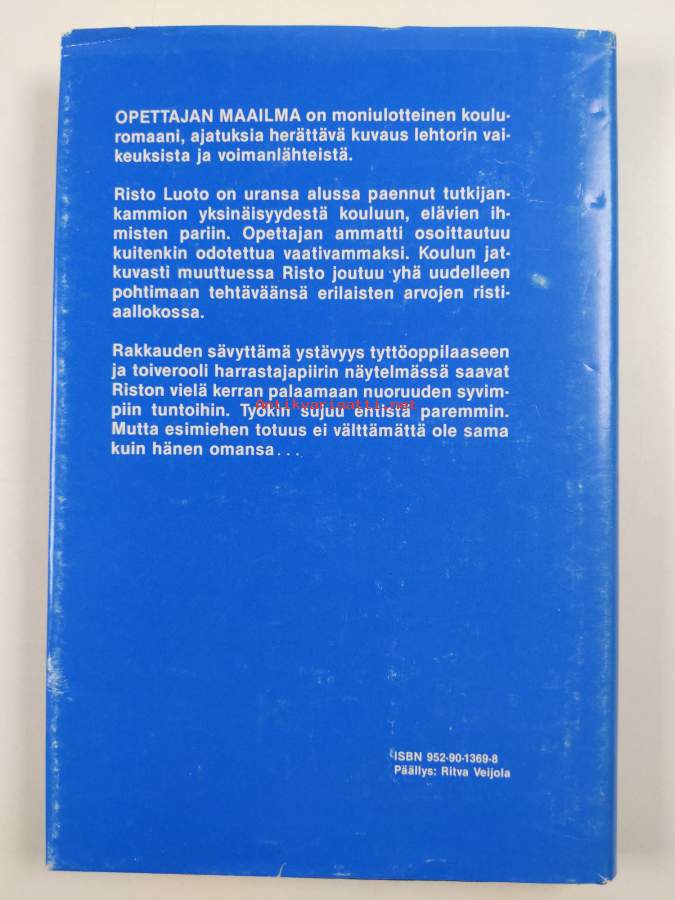 OPETTAJAN MAAILMA on moniulotteinen koulu-
romaani, ajatuksia herättävä kuvaus lehtorin vai-
keuksista ja voimanlähteistä.
Risto Luoto on uransa alussa paennut tutkijan-
kammion yksinäisyydestä kouluun, elävien ih-
misten pariin. Opettajan ammatti osoittautuu
kuitenkin odotettua vaativammaksi. Koulun jat-
kuvasti muuttuessa Risto joutuu yhä uudelleen
pohtimaan tehtäväänsä erilaisten arvojen risti-
aallokossa.
Rakkauden sävyttämä ystävyys tyttöoppilaaseen
ja toiverooli harrastajapiirin näytelmässä saavat
Riston vielä kerran palaamaan nuoruuden syvim-
piin tuntoihin. Työkin sujuu entistä paremmin.
Antikvariaatti.net
Mutta esimiehen totuus ei välttämättä ole sama
kuin hänen omansa...
ISBN 952-90-1369-8
Päällys: Ritva Veijola